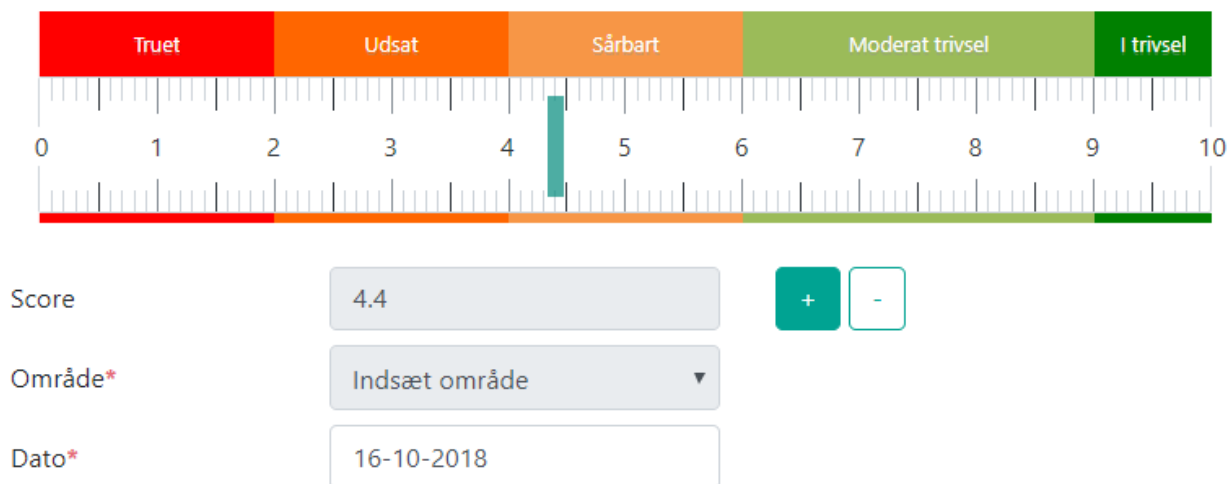 Truet Udsat Sårbart Moderat trivsel I trivsel
0 1 2 3 4 5 6 7 8 9 10
Score 4.4 + -
Område* Indsæt område
Dato* 16-10-2018